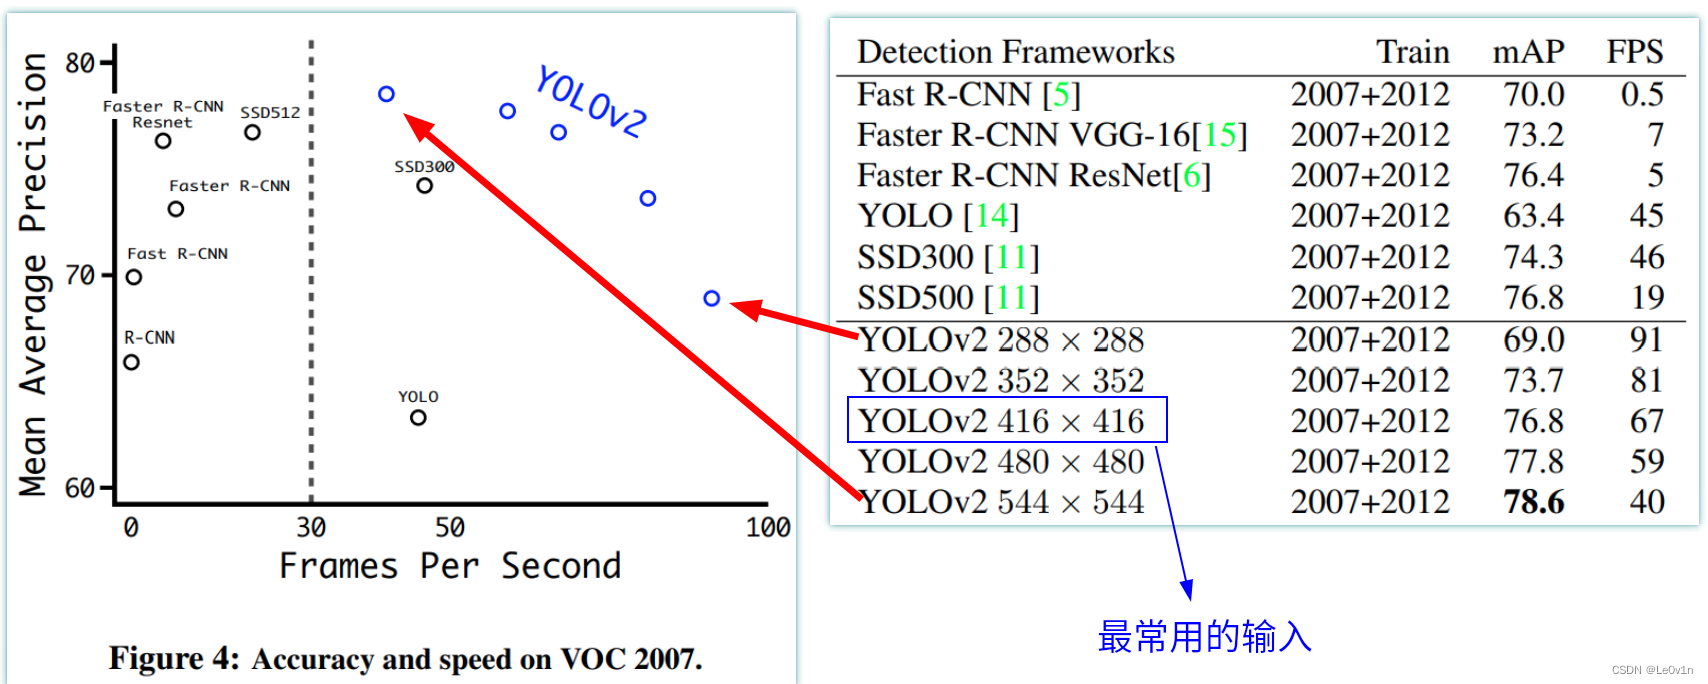 Mean Average Precision
80
70
60
Faster R-CNN
Resnet
SSD512
YOLOv2
SSD300
Faster R-CNN
Fast R-CNN
R-CNN
YOLO
0 30 50 100
Frames Per Second
Figure 4: Accuracy and speed on VOC 2007.
Detection Frameworks Train mAP FPS
Fast R-CNN [5] 2007+2012 70.0 0.5
Faster R-CNN VGG-16[15] 2007+2012 73.2 7
Faster R-CNN ResNet[6] 2007+2012 76.4 5
YOLO [14] 2007+2012 63.4 45
SSD300 [11] 2007+2012 74.3 46
SSD500 [11] 2007+2012 76.8 19
YOLOv2 288 × 288 2007+2012 69.0 91
YOLOv2 352 × 352 2007+2012 73.7 81
YOLOv2 416 × 416 2007+2012 76.8 67
YOLOv2 480 × 480 2007+2012 77.8 59
YOLOv2 544 × 544 2007+2012 78.6 40
最常用的输入
CSDN @Le0v1n